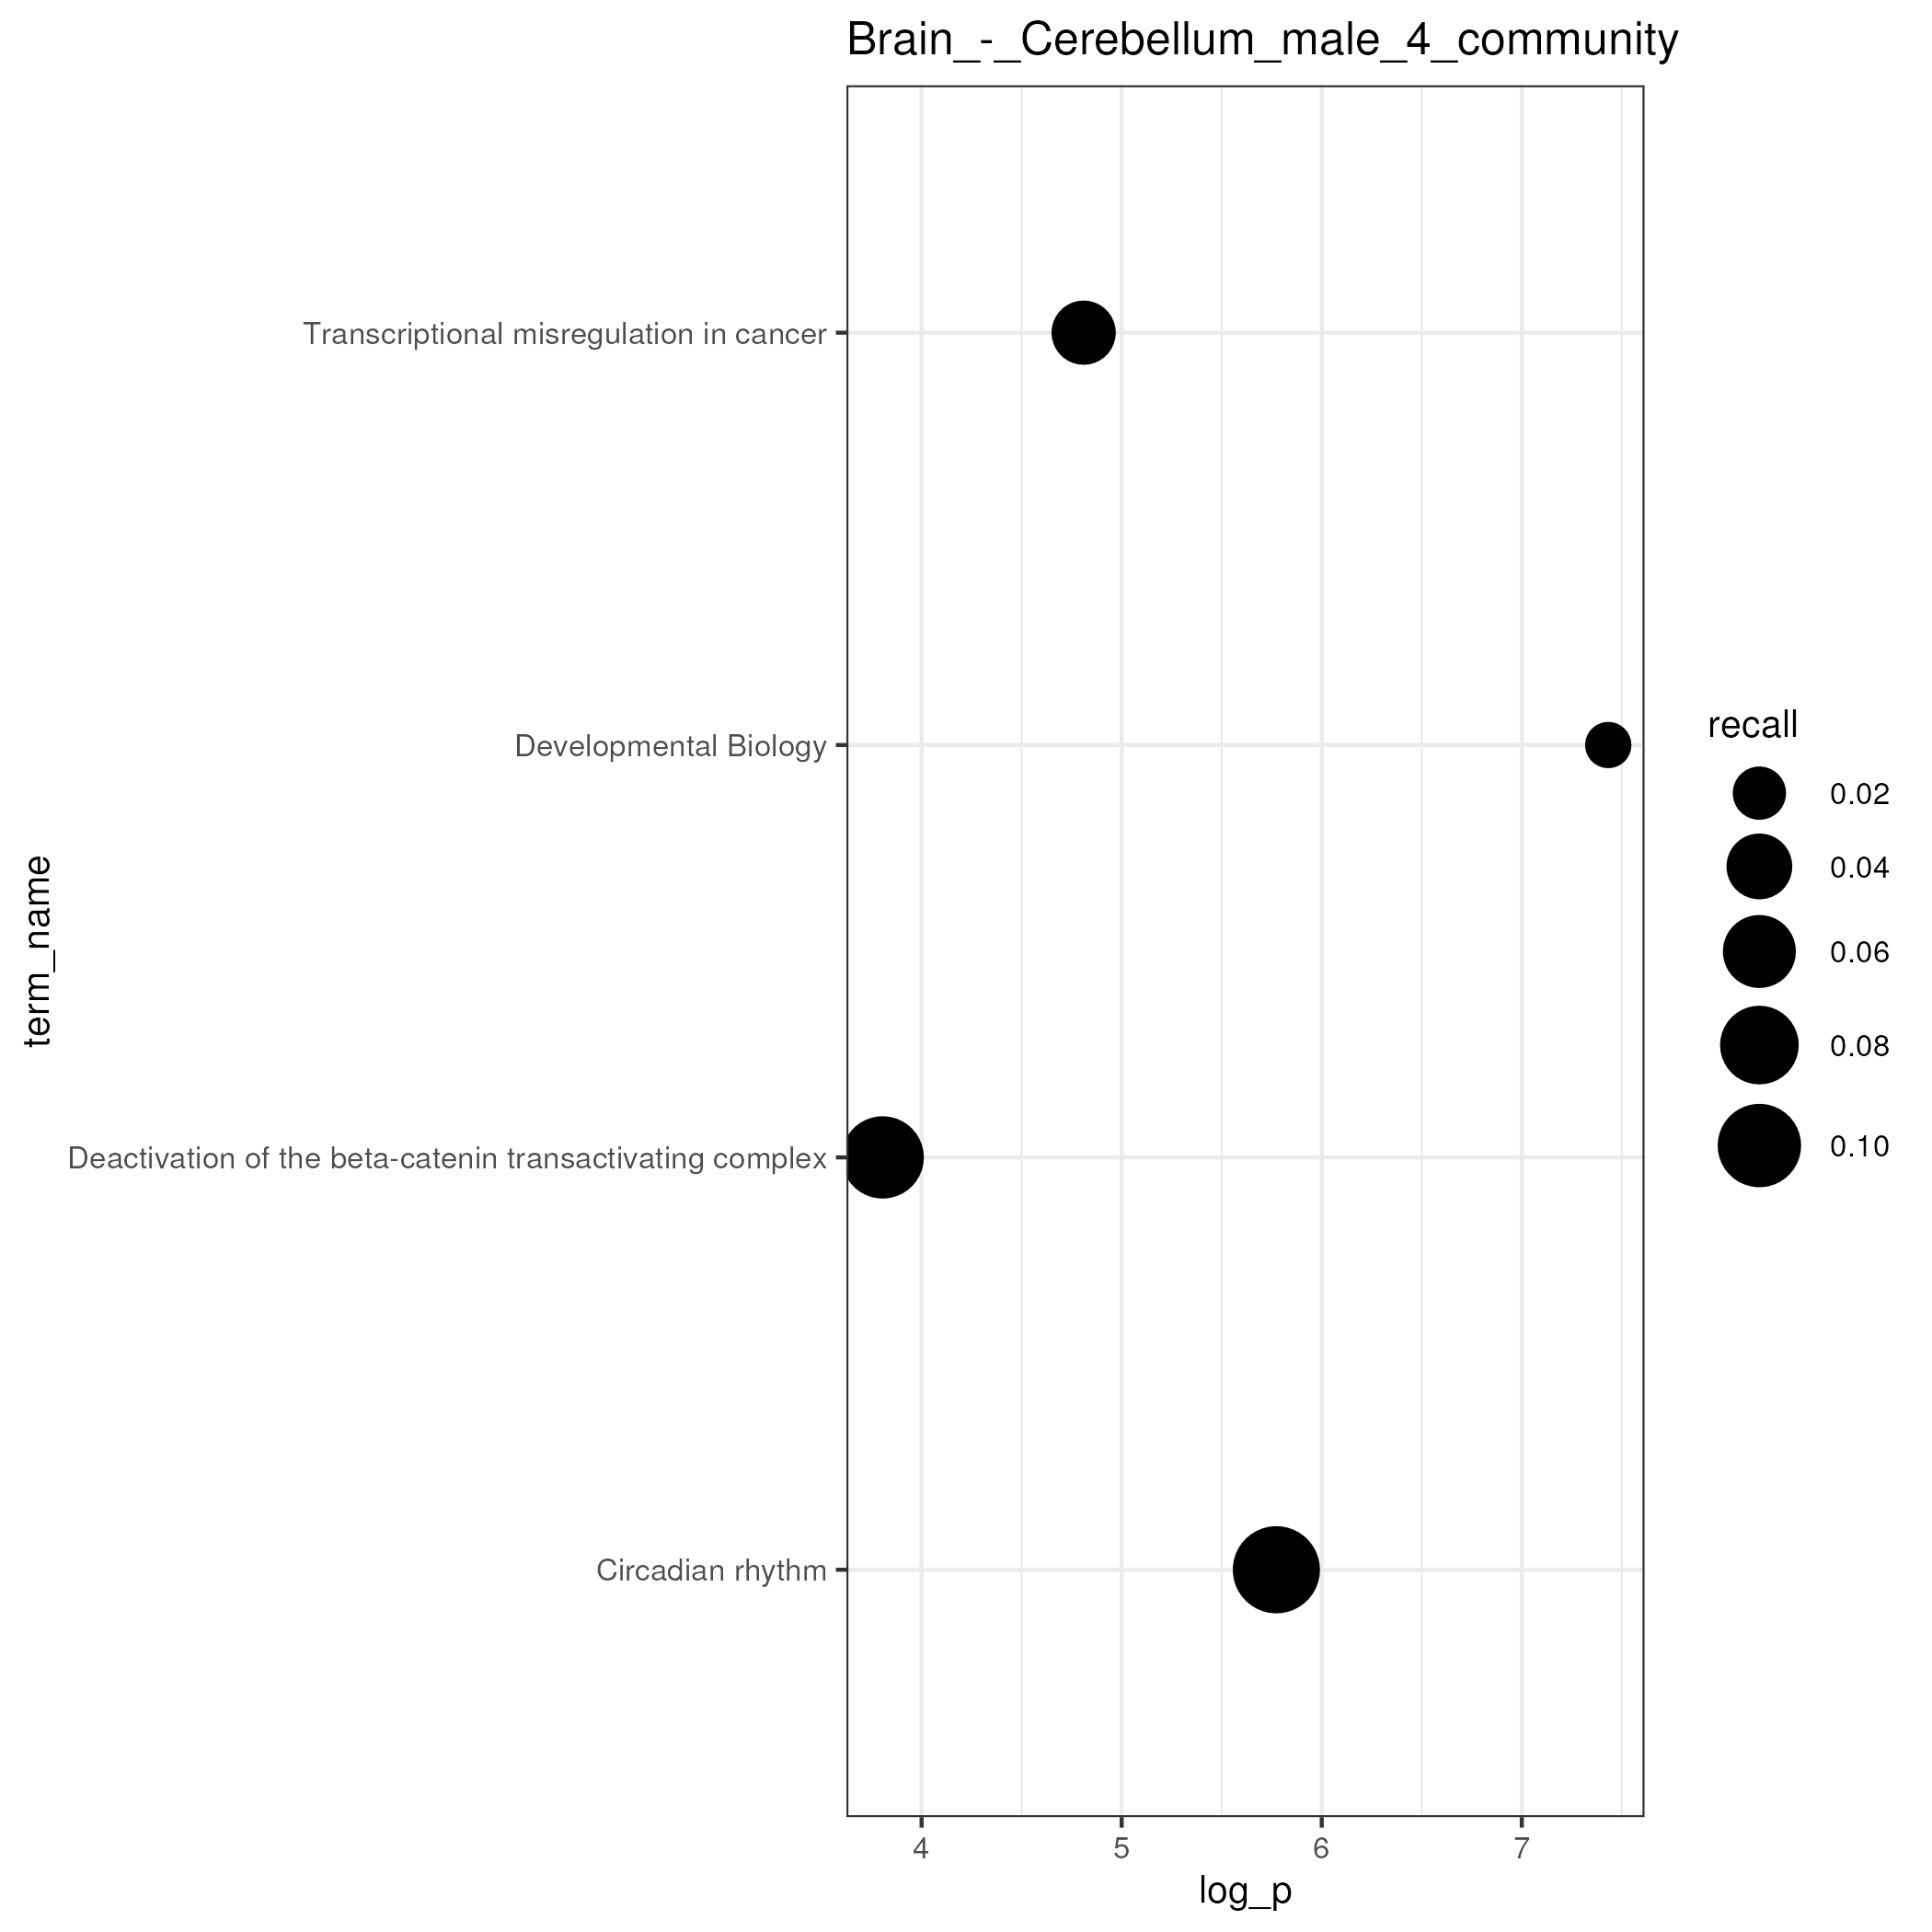 Brain_-_Cerebellum_male_4_community
term_name
Transcriptional misregulation in cancer
Developmental Biology
Deactivation of the beta-catenin transactivating complex
Circadian rhythm
4 5 6 7
log_p
recall
0.02
0.04
0.06
0.08
0.10